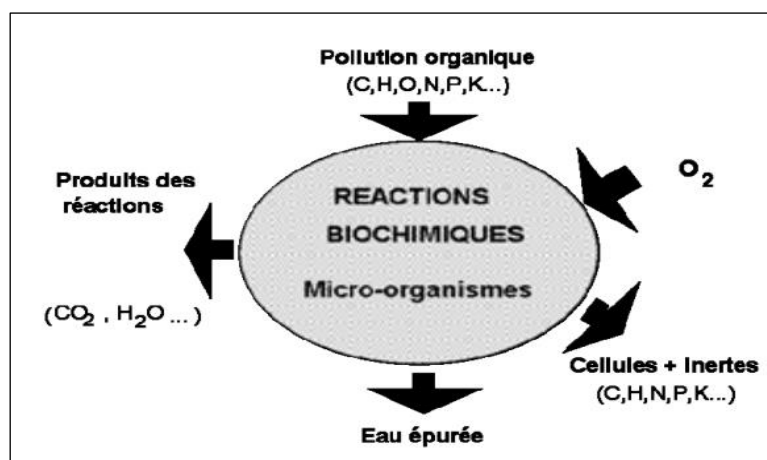 Pollution organique
(C,H,O,N,P,K...)
O2
Produits des
réactions
REACTIONS
BIOCHIMIQUES
Micro-organismes
(CO2 , H2O ... )
Cellules + Inertes
(C,H,N,P,K...)
Eau épurée